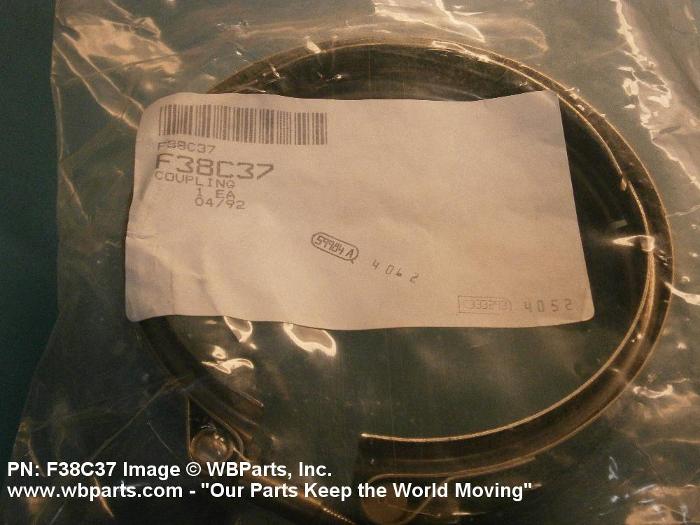 F38C37
F38C37
COUPLING
1 EA
04/92
4062
4052
PN: F38C37 Image © WBParts, Inc.
www.wbparts.com - "Our Parts Keep the World Moving"